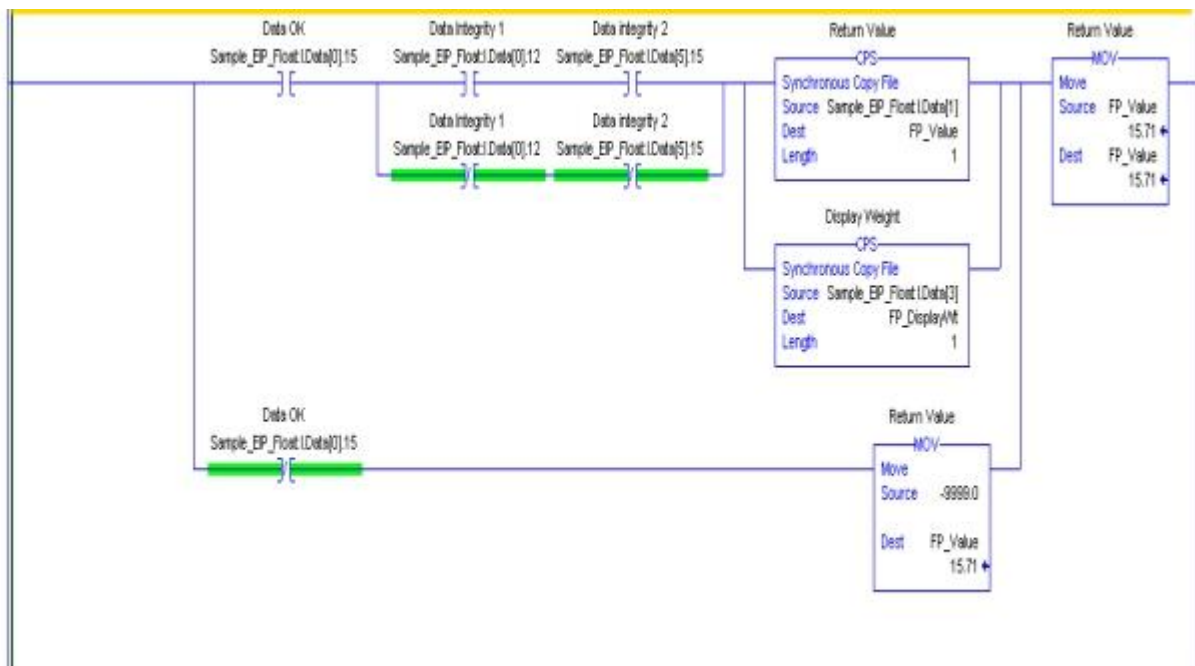 Data OK
Sample_EIP_Float:I.Data[0].15
Data Integrity 1
Sample_EIP_Float:I.Data[0].12
Data integrity 2
Sample_EIP_Float:I.Data[5].15
Data Integrity 1
Sample_EIP_Float:I.Data[0].12
Data integrity 2
Sample_EIP_Float:I.Data[5].15
Return Value
CPS
Synchronous Copy File
Source Sample_EIP_Float:I.Data[1]
Dest FP_Value
Length 1
Return Value
MOV
Move
Source FP_Value
15.71
Dest FP_Value
15.71
Display Weight
CPS
Synchronous Copy File
Source Sample_EIP_Float:I.Data[3]
Dest FP_DisplayWt
Length 1
Data OK
Sample_EIP_Float:I.Data[0].15
Return Value
MOV
Move
Source -9999.0
Dest FP_Value
15.71